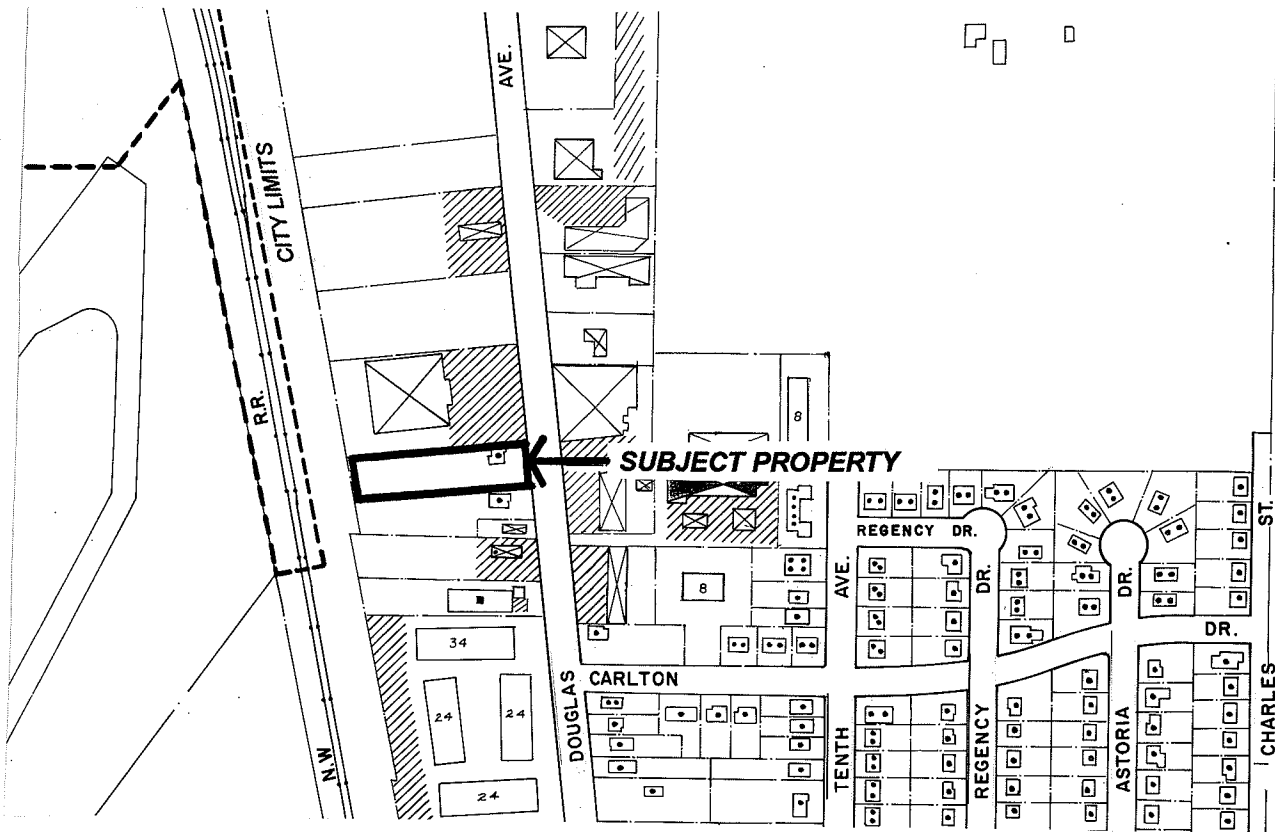 AVE.
CITY LIMITS
R.R.
8
SUBJECT PROPERTY
REGENCY DR.
ST.
8
AVE.
DR.
DR.
DR.
34
CARLTON
24
24
DOUGLAS
TENTH
REGENCY
ASTORIA
CHARLES
N.W
24